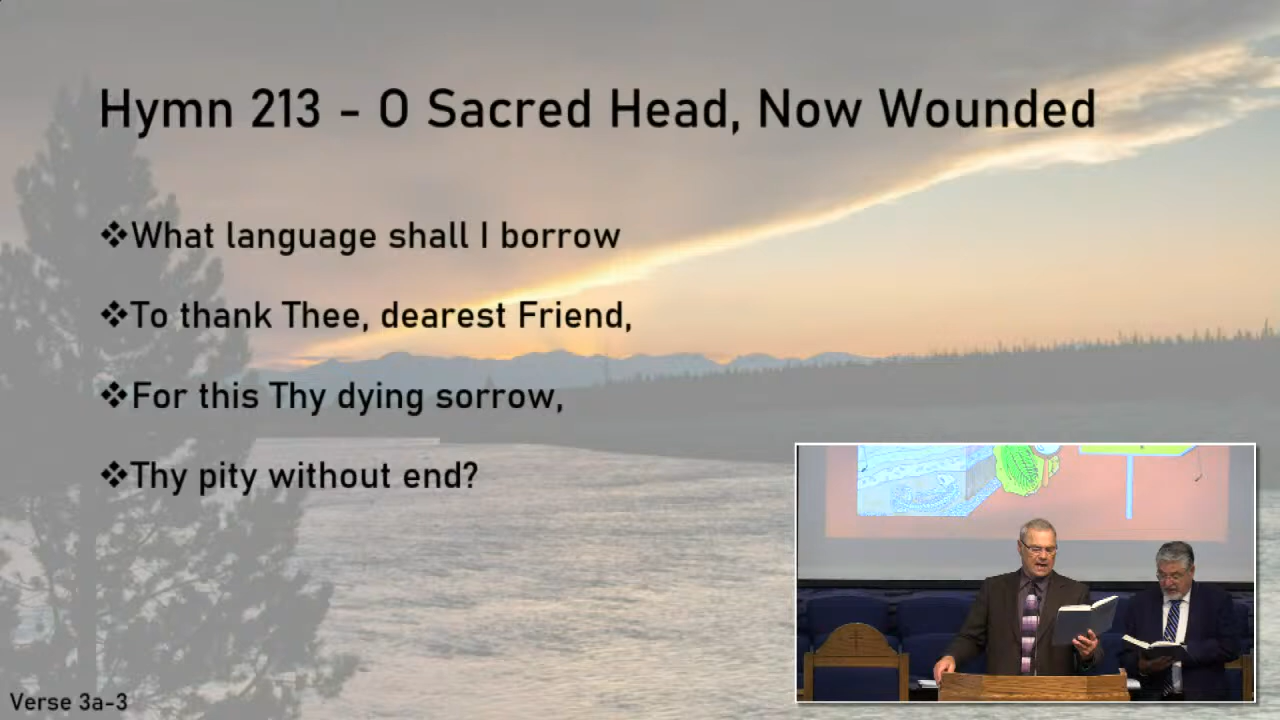 Hymn 213 - O Sacred Head, Now Wounded
❖What language shall I borrow
❖To thank Thee, dearest Friend,
❖For this Thy dying sorrow,
❖Thy pity without end?
Verse 3a-3